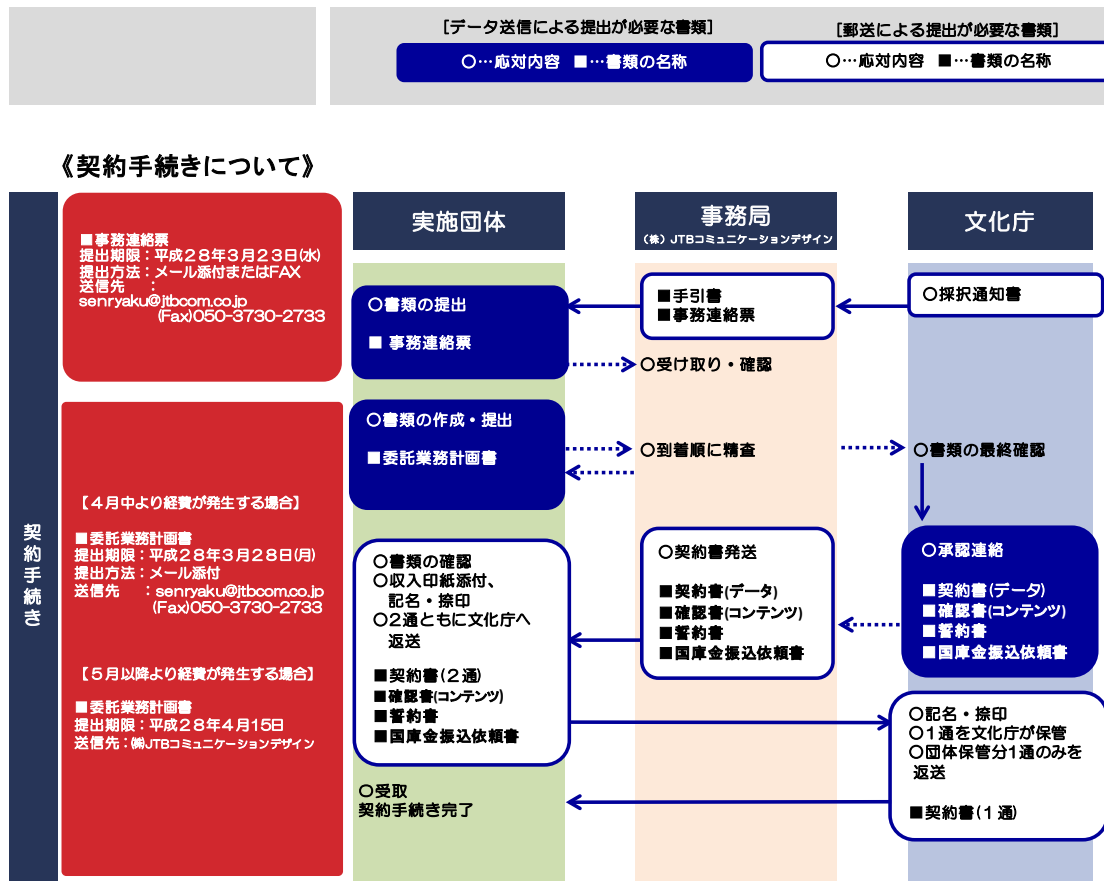 [データ送信による提出が必要な書類]
○…応対内容 ■…書類の名称
[郵送による提出が必要な書類]
○…応対内容 ■…書類の名称
《契約手続きについて》
契約手続き
■事務連絡票
提出期限：平成２８年３月２３日(水)
提出方法：メール添付またはFAX
送信先 ：
senryaku@jtbcom.co.jp
(Fax)050-3730-2733
【４月中より経費が発生する場合】
■委託業務計画書
提出期限：平成28年３月28日(月)
提出方法：メール添付
送信先 ：senryaku@jtbcom.co.jp
(Fax)050-3730-2733
【５月以降より経費が発生する場合】
■委託業務計画書
提出期限：平成28年４月15日
送信先：㈱JTBコミュニケーションデザイン
実施団体
○書類の提出
■ 事務連絡票
○書類の作成・提出
■委託業務計画書
○書類の確認
○収入印紙添付、
記名・捺印
○２通ともに文化庁へ
返送
■契約書(２通)
■確認書(コンテンツ)
■誓約書
■国庫金振込依頼書
○受取
契約手続き完了
事務局
（株）JTBコミュニケーションデザイン
■手引書
■事務連絡票
○受け取り・確認
○到着順に精査
○契約書発送
■契約書(データ)
■確認書(コンテンツ)
■誓約書
■国庫金振込依頼書
文化庁
○採択通知書
○書類の最終確認
○承認連絡
■契約書(データ)
■確認書(コンテンツ)
■誓約書
■国庫金振込依頼書
○記名・捺印
○１通を文化庁が保管
○団体保管分1通のみを
返送
■契約書(１通)